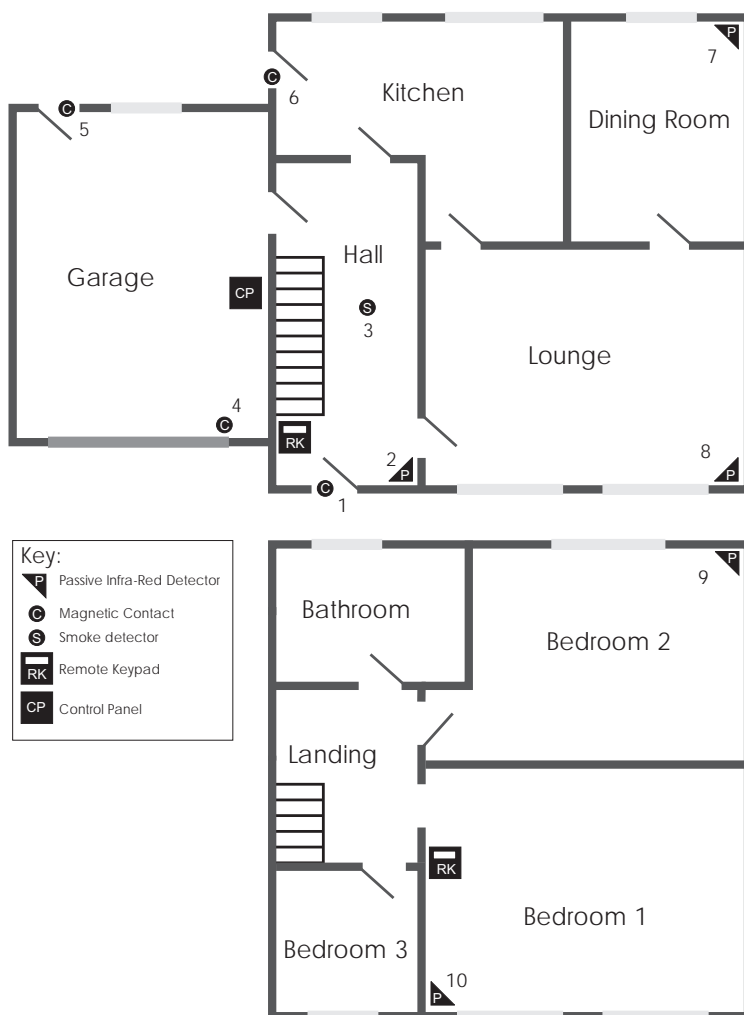 P
7
C
6
Kitchen
Dining Room
C
5
Hall
Garage
CP
S
3
Lounge
4
C
RK
2
P
8
P
C
1
Key:
P Passive Infra-Red Detector
C Magnetic Contact
S Smoke detector
RK Remote Keypad
CP Control Panel
P
9
Bathroom
Bedroom 2
Landing
RK
Bedroom 1
Bedroom 3
10
P